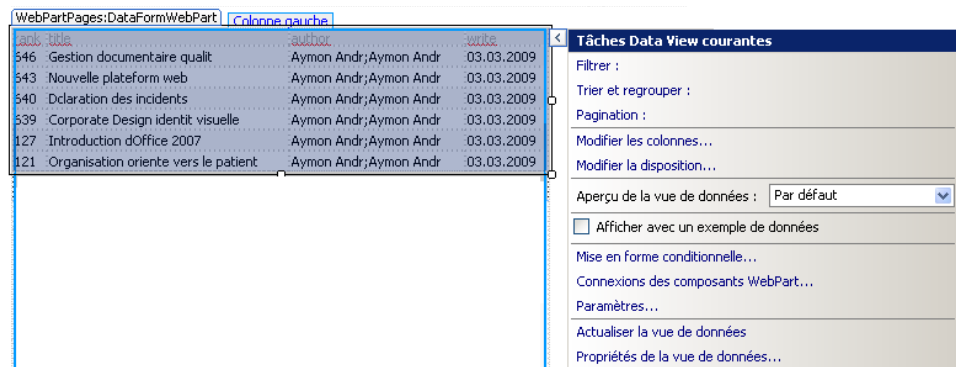 WebPartPages:DataFormWebPart Colonne gauche
rank title author write
646 Gestion documentaire qualit Aymon Andr;Aymon Andr 03.03.2009
643 Nouvelle plateform web Aymon Andr;Aymon Andr 03.03.2009
640 Dclaration des incidents Aymon Andr;Aymon Andr 03.03.2009
639 Corporate Design identit visuelle Aymon Andr;Aymon Andr 03.03.2009
127 Introduction dOffice 2007 Aymon Andr;Aymon Andr 03.03.2009
121 Organisation oriente vers le patient Aymon Andr;Aymon Andr 03.03.2009
Tâches Data View courantes
Filtrer :
Trier et regrouper :
Pagination :
Modifier les colonnes...
Modifier la disposition...
Aperçu de la vue de données : Par défaut
Afficher avec un exemple de données
Mise en forme conditionnelle...
Connexions des composants WebPart...
Paramètres...
Actualiser la vue de données
Propriétés de la vue de données...